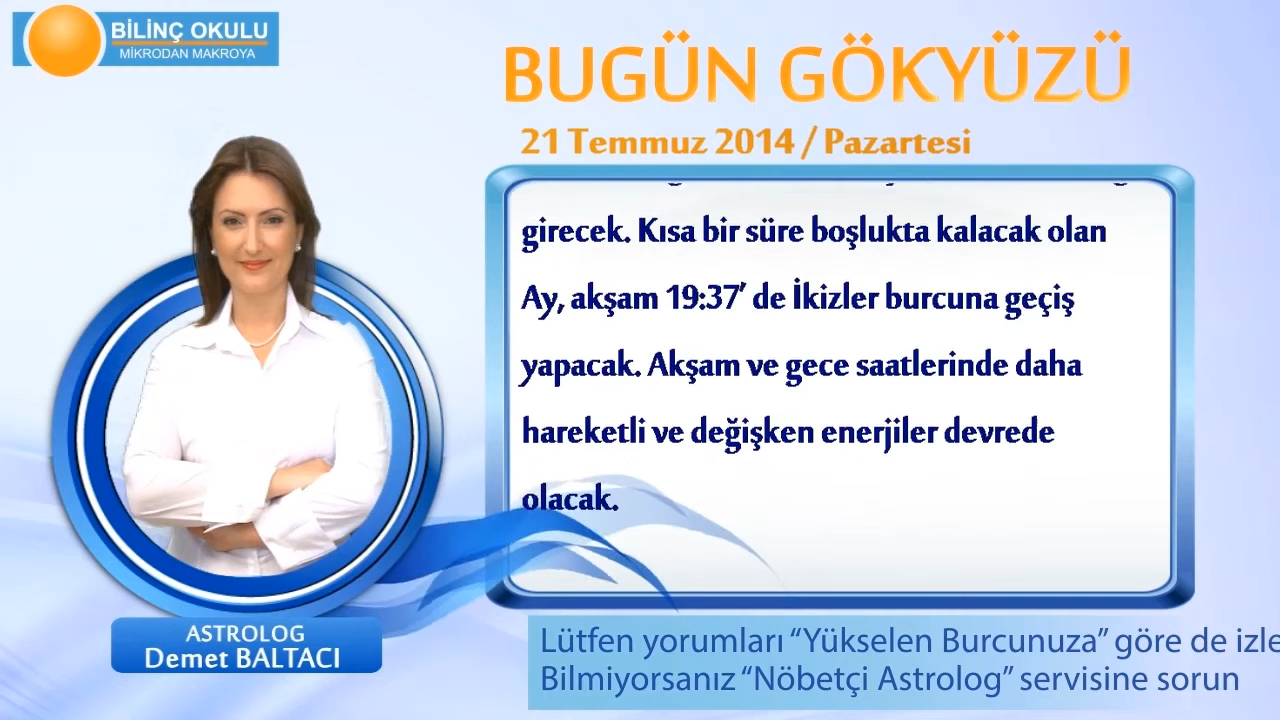 BİLİNÇ OKULU
MİKRODAN MAKROYA
BUGÜN GÖKYÜZÜ
21 Temmuz 2014 / Pazartesi
girecek. Kısa bir süre boşlukta kalacak olan
Ay, akşam 19:37' de İkizler burcuna geçiş
yapacak. Akşam ve gece saatlerinde daha
hareketli ve değişken enerjiler devrede
olacak.
ASTROLOG
Demet BALTACI
Lütfen yorumları “Yükselen Burcunuza” göre de izle
Bilmiyorsanız “Nöbetçi Astrolog” servisine sorun